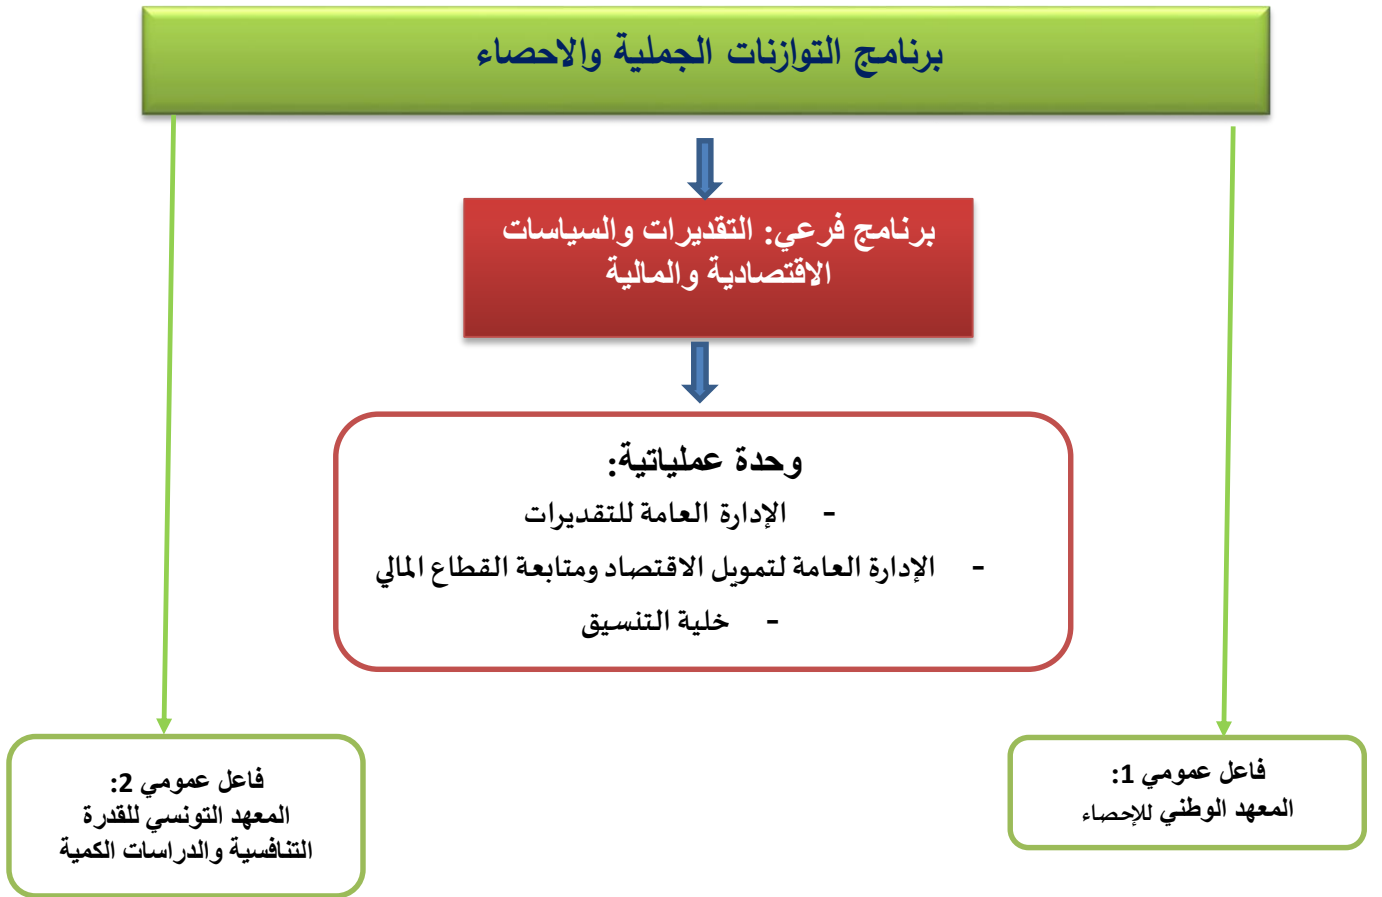 برنامج التوازنات الجملية والاحصاء
برنامج فرعي: التقديرات والسياسات
الاقتصادية والمالية
وحدة عملياتية:
- الإدارة العامة للتقديرات
- الإدارة العامة لتمويل الاقتصاد ومتابعة القطاع المالي
- خلية التنسيق
فاعل عمومي 1:
المعهد الوطني للإحصاء
فاعل عمومي 2:
المعهد التونسي للقدرة
التنافسية والدراسات الكمية